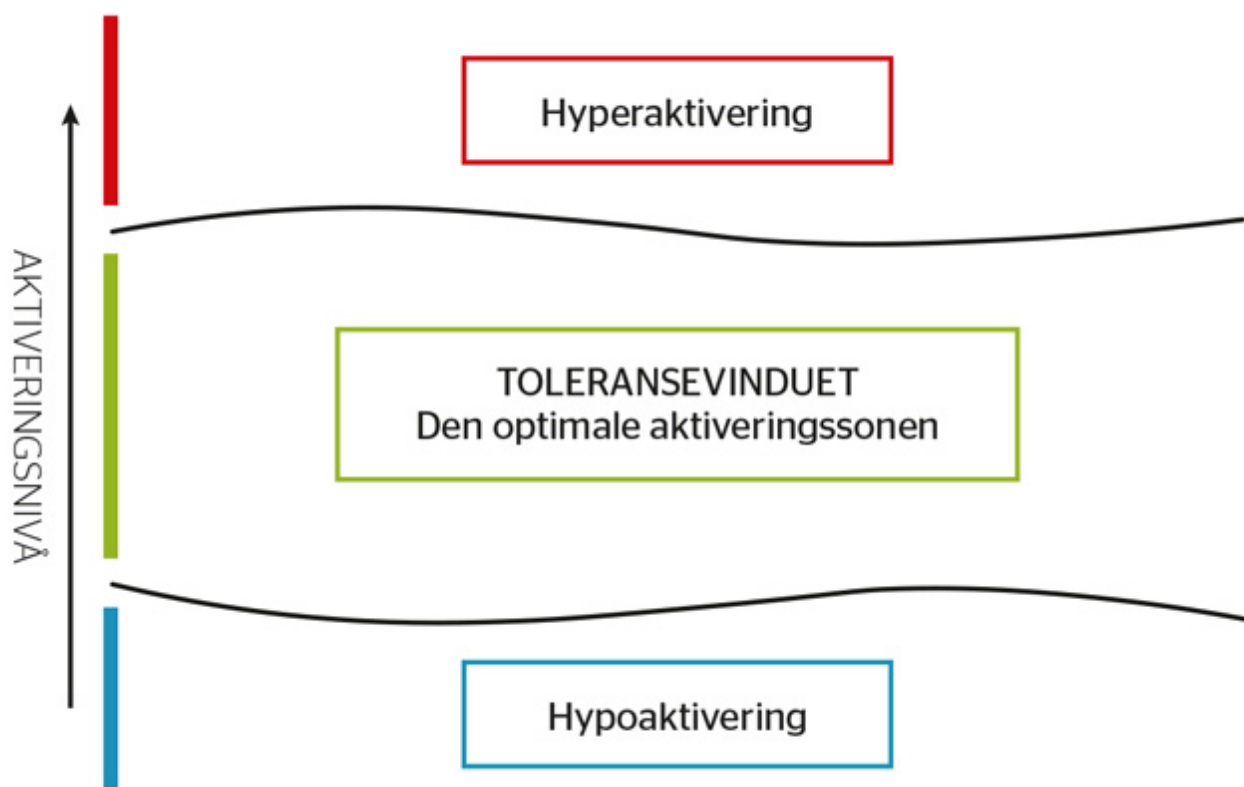 Hyperaktivering
AKTIVERINGSNIVÅ
TOLERANSEVINDUET
Den optimale aktiveringssonen
Hypoaktivering